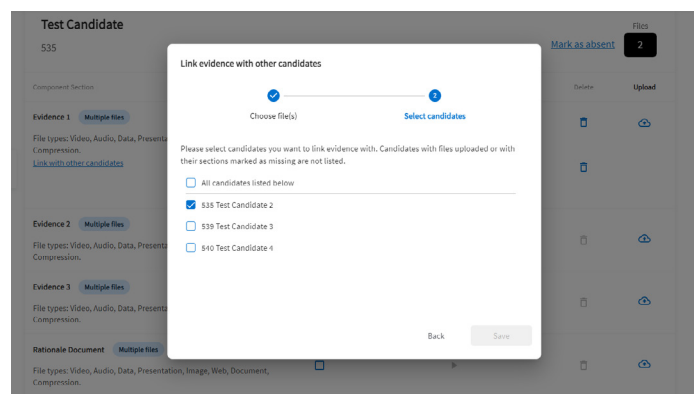 Test Candidate
Files
535
Mark as absent
2
Link evidence with other candidates
2
Choose file(s)
Select candidates
Component Section
Delete
Upload
Evidence 1
Multiple files
File types: Video, Audio, Data, Presenta
Compression.
Link with other candidates
Please select candidates you want to link evidence with. Candidates with files uploaded or with
their sections marked as missing are not listed.
All candidates listed below
535 Test Candidate 2
539 Test Candidate 3
540 Test Candidate 4
Evidence 2
Multiple files
File types: Video, Audio, Data, Presenta
Compression.
Evidence 3
Multiple files
File types: Video, Audio, Data, Presenta
Compression.
Back
Save
Rationale Document
Multiple files
File types: Video, Audio, Data, Presentation, Image, Web, Document,
Compression.